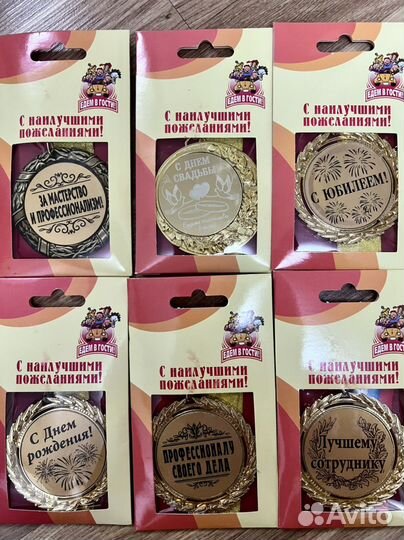 ЕДЕМ В ГОСТИ!
С НАИЛУЧШИМИ
ПОЖЕЛАНИЯМИ!
ЗА МАСТЕРСТВО
И ПРОФЕССИОНАЛИЗМ!
ЕДЕМ В ГОСТИ!
С НАИЛУЧШИМИ
ПОЖЕЛАНИЯМИ!
С ДНЕМ
СВАДЬБЫ
ЕДЕМ В ГОСТИ!
С НАИЛУЧШИМИ
ПОЖЕЛАНИЯМИ!
С ЮБИЛЕЕМ!
ЕДЕМ В ГОСТИ!
С НАИЛУЧШИМИ
ПОЖЕЛАНИЯМИ!
С Днем
рождения!
ЕДЕМ В ГОСТИ!
С НАИЛУЧШИМИ
ПОЖЕЛАНИЯМИ!
ПРОФЕССИОНАЛУ
СВОЕГО ДЕЛА
ЕДЕМ В ГОСТИ!
С НАИЛУЧШИМИ
ПОЖЕЛАНИЯМИ!
Лучшему
сотруднику
Avito